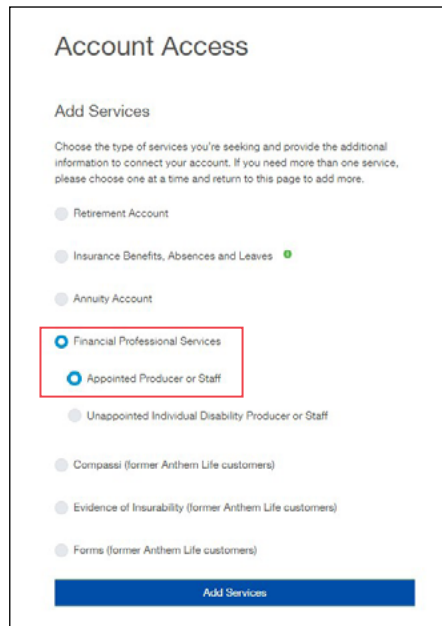 Account Access
Add Services
Choose the type of services you're seeking and provide the additional
information to connect your account. If you need more than one service,
please choose one at a time and return to this page to add more.
Retirement Account
Insurance Benefits, Absences and Leaves
Annuity Account
Financial Professional Services
Appointed Producer or Staff
Unappointed Individual Disability Producer or Staff
Compassi (former Anthem Life customers)
Evidence of Insurability (former Anthem Life customers)
Forms (former Anthem Life customers)
Add Services